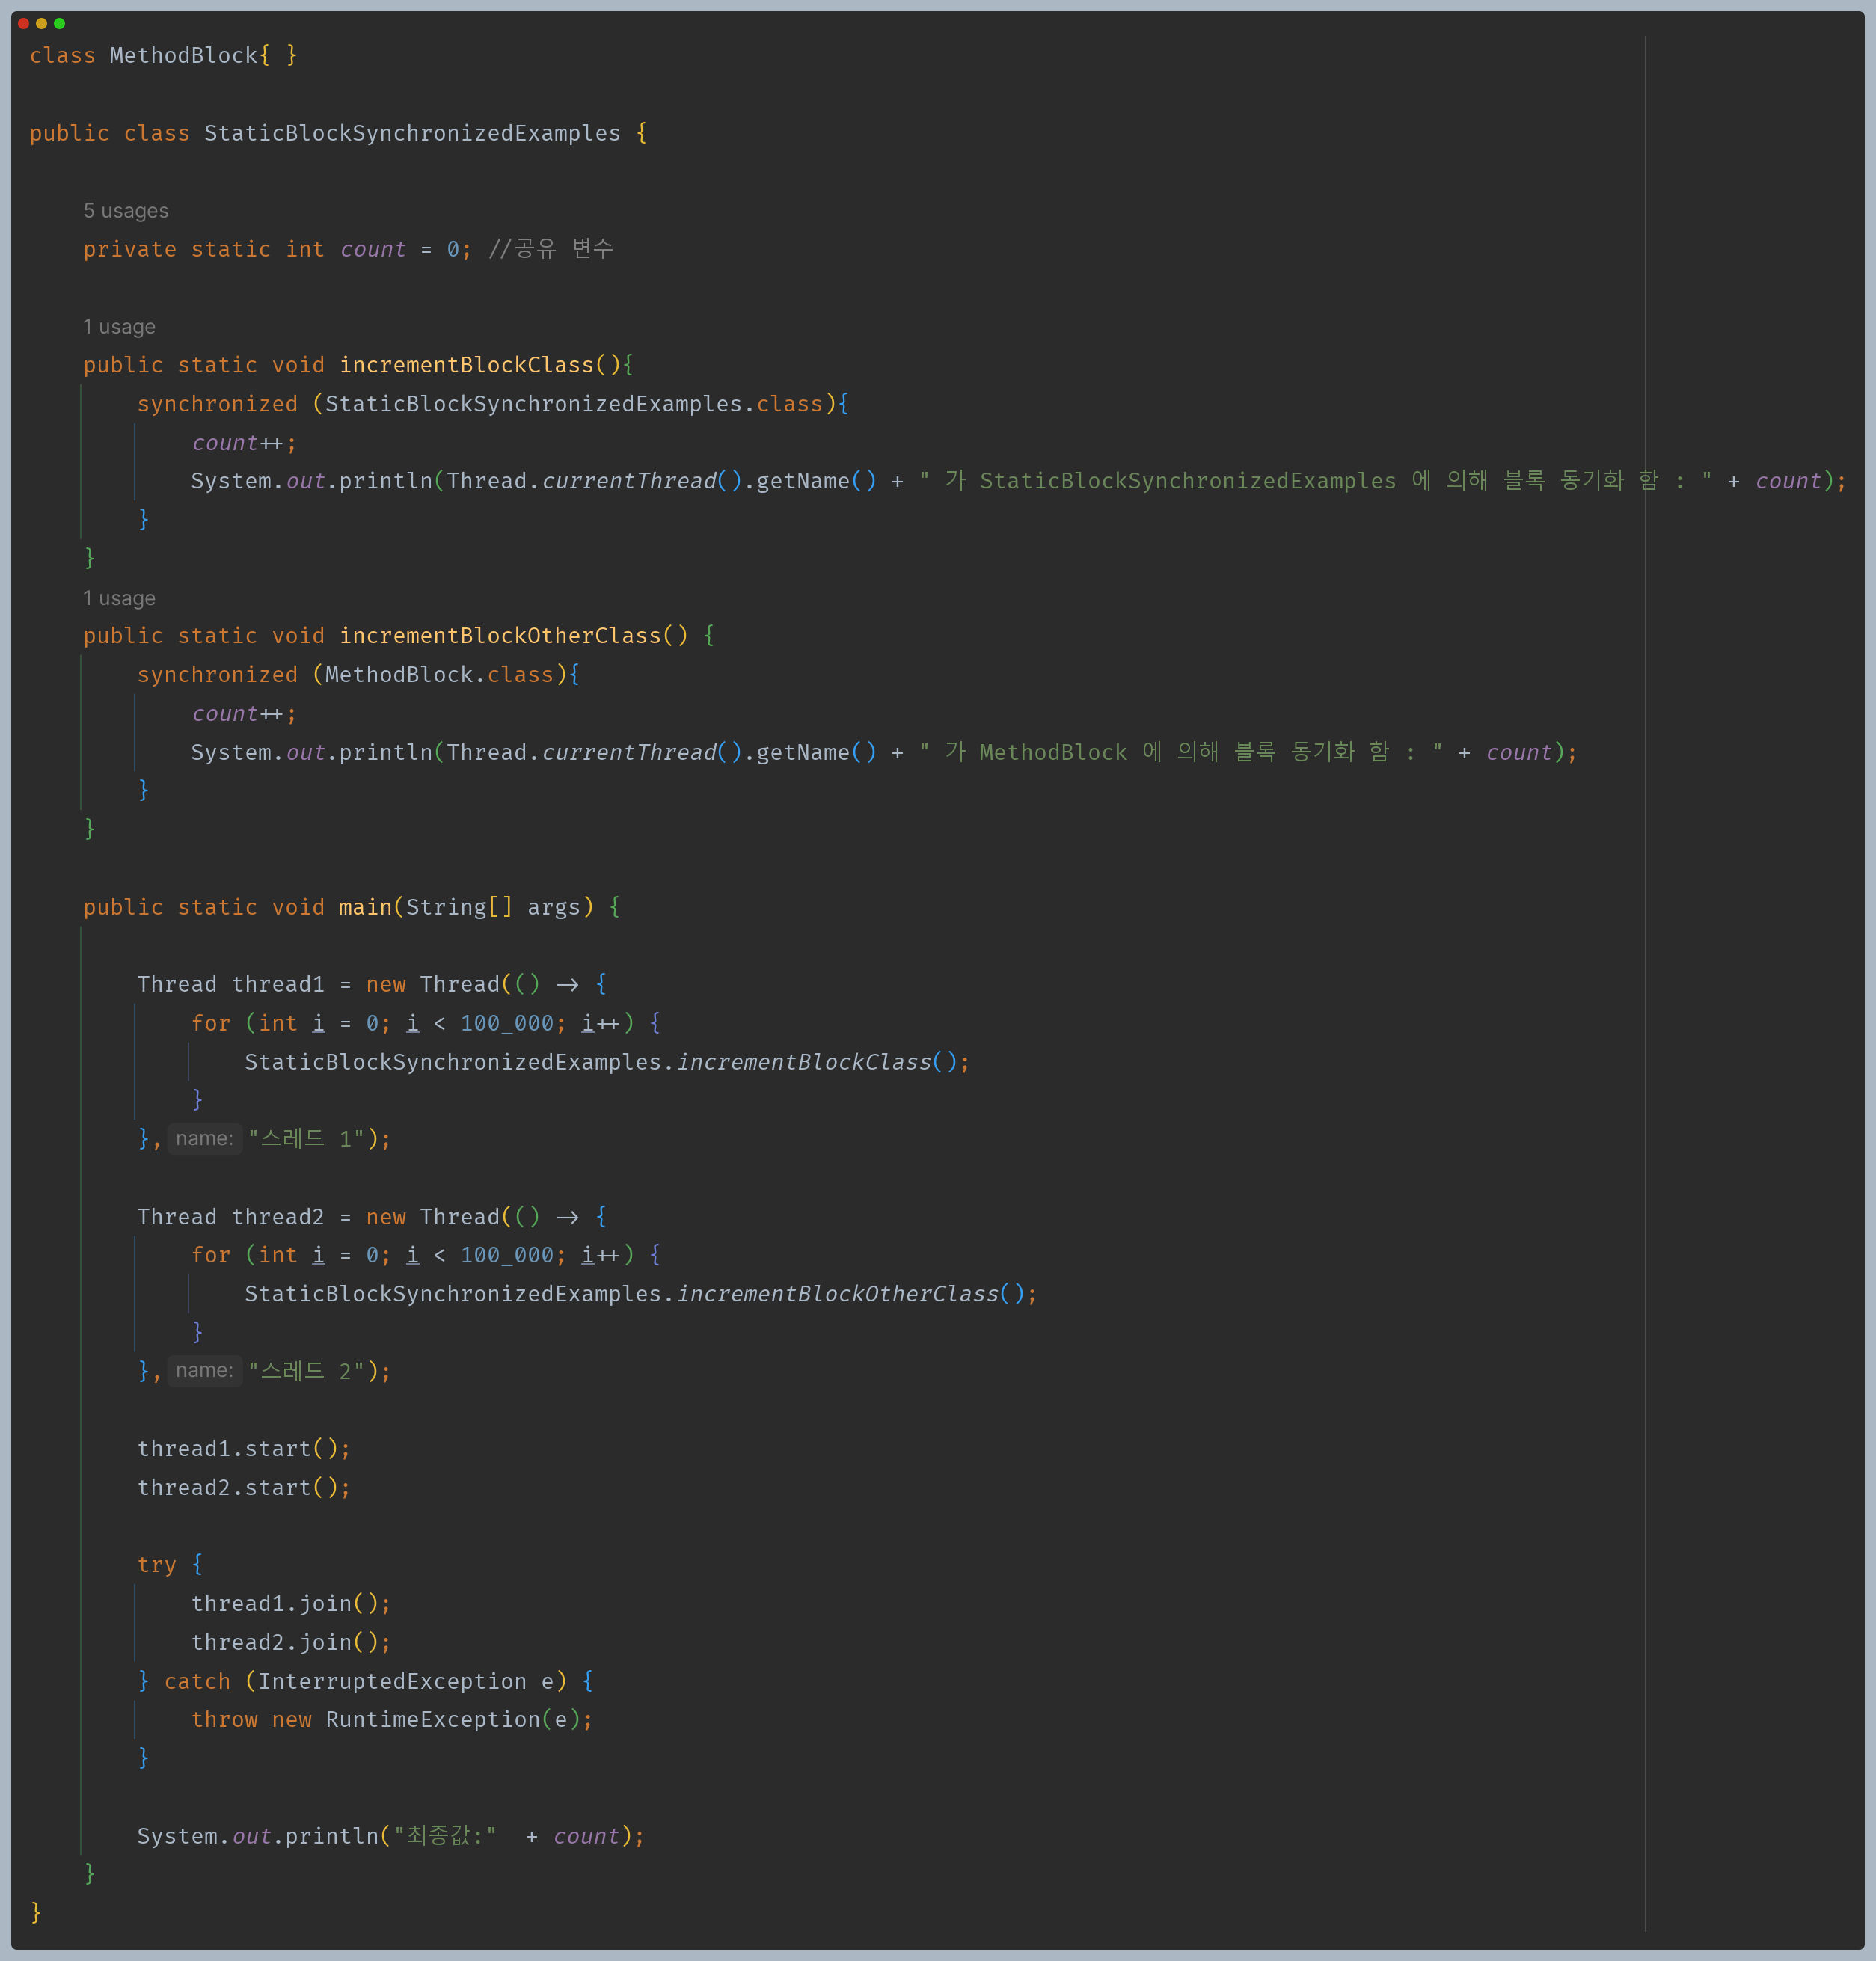 class MethodBlock{ }
public class StaticBlockSynchronizedExamples {
5 usages
private static int count = 0; //공유 변수
1 usage
public static void incrementBlockClass(){
synchronized (StaticBlockSynchronizedExamples.class){
count++;
System.out.println(Thread.currentThread().getName() + " 가 StaticBlockSynchronizedExamples 에 의해 블록 동기화 함 : " + count);
}
}
1 usage
public static void incrementBlockOtherClass() {
synchronized (MethodBlock.class){
count++;
System.out.println(Thread.currentThread().getName() + " 가 MethodBlock 에 의해 블록 동기화 함 : " + count);
}
}
public static void main(String[] args) {
Thread thread1 = new Thread(() -> {
for (int i = 0; i < 100_000; i++) {
StaticBlockSynchronizedExamples.incrementBlockClass();
}
}, name: "스레드 1");
Thread thread2 = new Thread(() -> {
for (int i = 0; i < 100_000; i++) {
StaticBlockSynchronizedExamples.incrementBlockOtherClass();
}
}, name: "스레드 2");
thread1.start();
thread2.start();
try {
thread1.join();
thread2.join();
} catch (InterruptedException e) {
throw new RuntimeException(e);
}
System.out.println("최종값:"  + count);
}
}